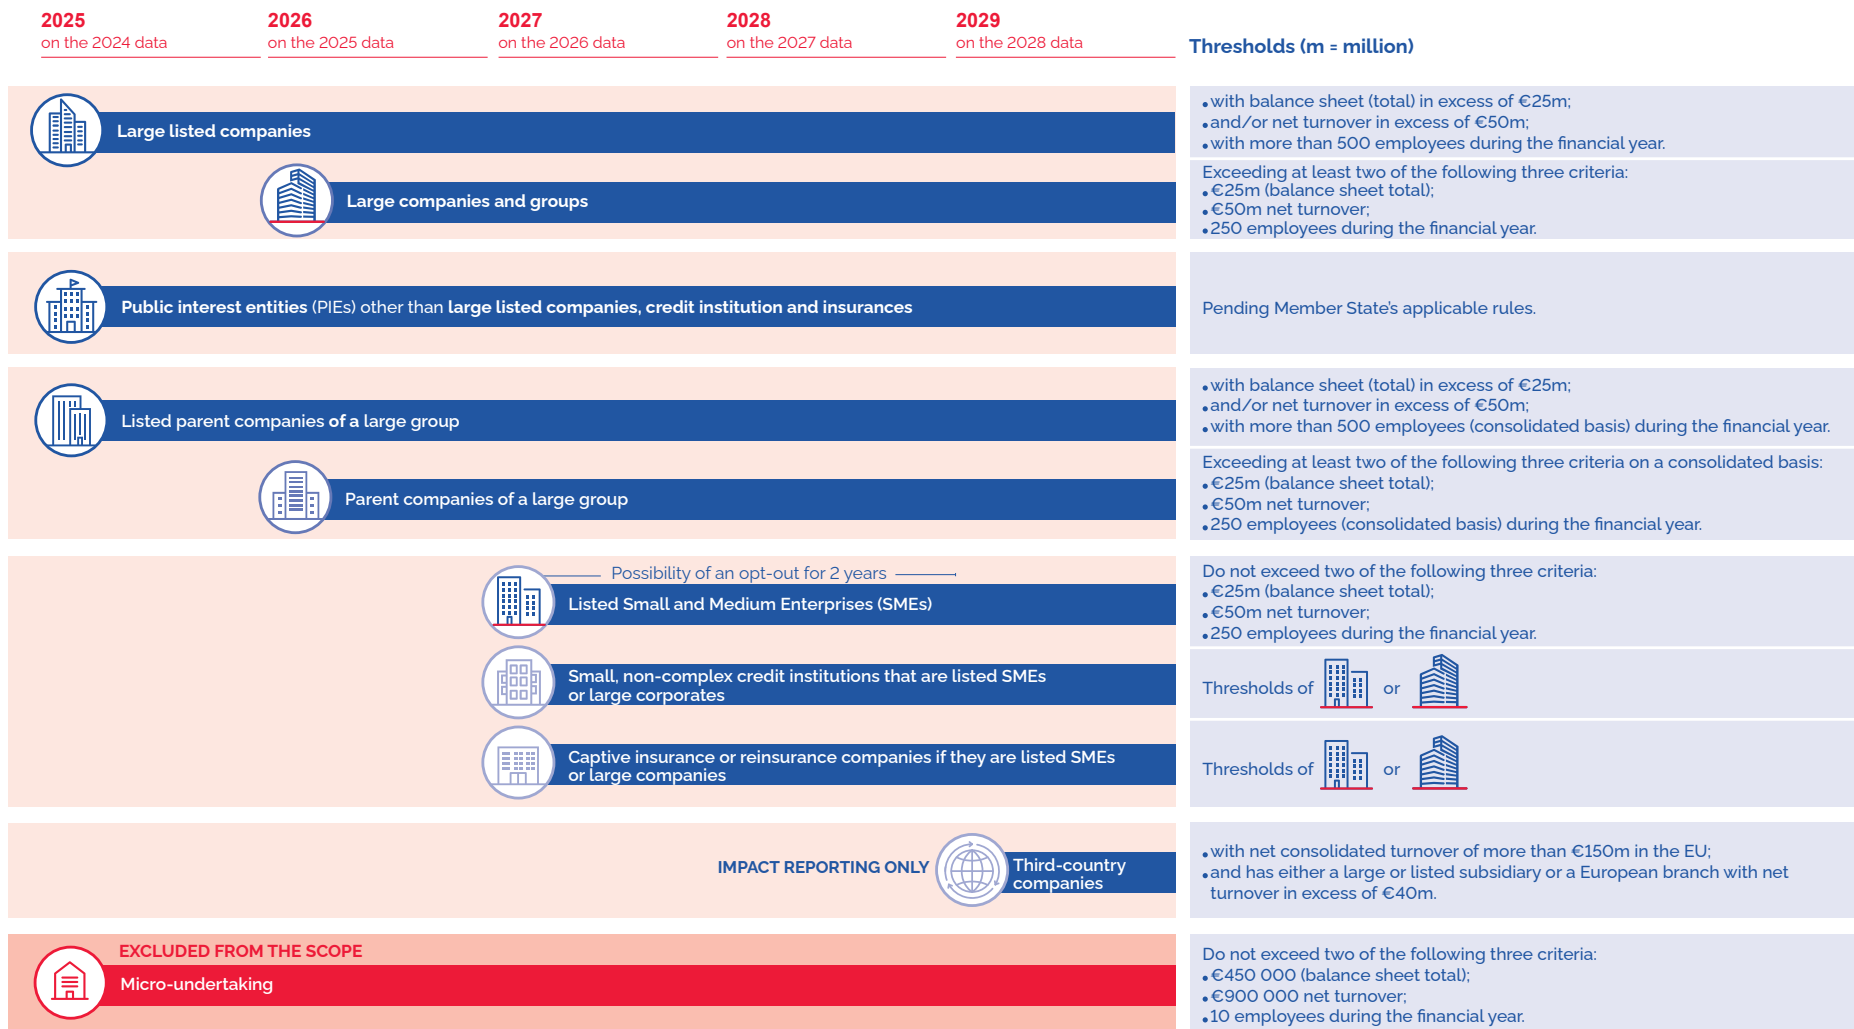 2025
on the 2024 data
2026
on the 2025 data
2027
on the 2026 data
2028
on the 2027 data
2029
on the 2028 data
Thresholds (m = million)
Large listed companies
•with balance sheet (total) in excess of €25m;
•and/or net turnover in excess of €50m;
•with more than 500 employees during the financial year.
Large companies and groups
Exceeding at least two of the following three criteria:
•€25m (balance sheet total);
•€50m net turnover;
•250 employees during the financial year.
Public interest entities (PIEs) other than large listed companies, credit institution and insurances
Pending Member State's applicable rules.
Listed parent companies of a large group
•with balance sheet (total) in excess of €25m;
•and/or net turnover in excess of €50m;
•with more than 500 employees (consolidated basis) during the financial year.
Parent companies of a large group
Exceeding at least two of the following three criteria on a consolidated basis:
•€25m (balance sheet total);
•€50m net turnover;
•250 employees (consolidated basis) during the financial year.
Possibility of an opt-out for 2 years
Listed Small and Medium Enterprises (SMEs)
Do not exceed two of the following three criteria:
•€25m (balance sheet total);
•€50m net turnover;
•250 employees during the financial year.
Small, non-complex credit institutions that are listed SMEs
or large corporates
Thresholds of or
Captive insurance or reinsurance companies if they are listed SMEs
or large companies
Thresholds of or
IMPACT REPORTING ONLY
Third-country
companies
•with net consolidated turnover of more than €150m in the EU;
•and has either a large or listed subsidiary or a European branch with net
turnover in excess of €40m.
EXCLUDED FROM THE SCOPE
Micro-undertaking
Do not exceed two of the following three criteria:
•€450 000 (balance sheet total);
•€900 000 net turnover;
•10 employees during the financial year.